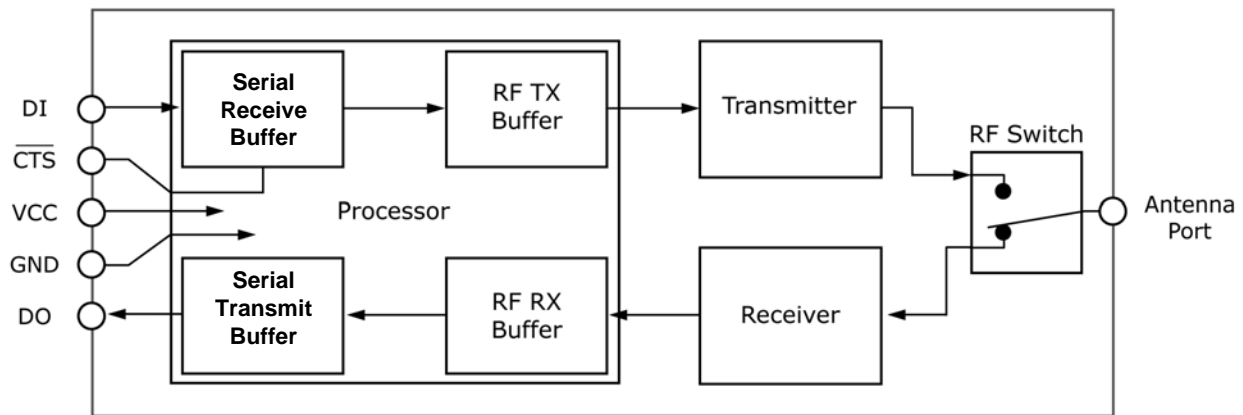 DI
CTS
VCC
GND
DO
Serial
Receive
Buffer
RF TX
Buffer
Transmitter
RF Switch
Processor
Antenna
Port
Serial
Transmit
Buffer
RF RX
Buffer
Receiver